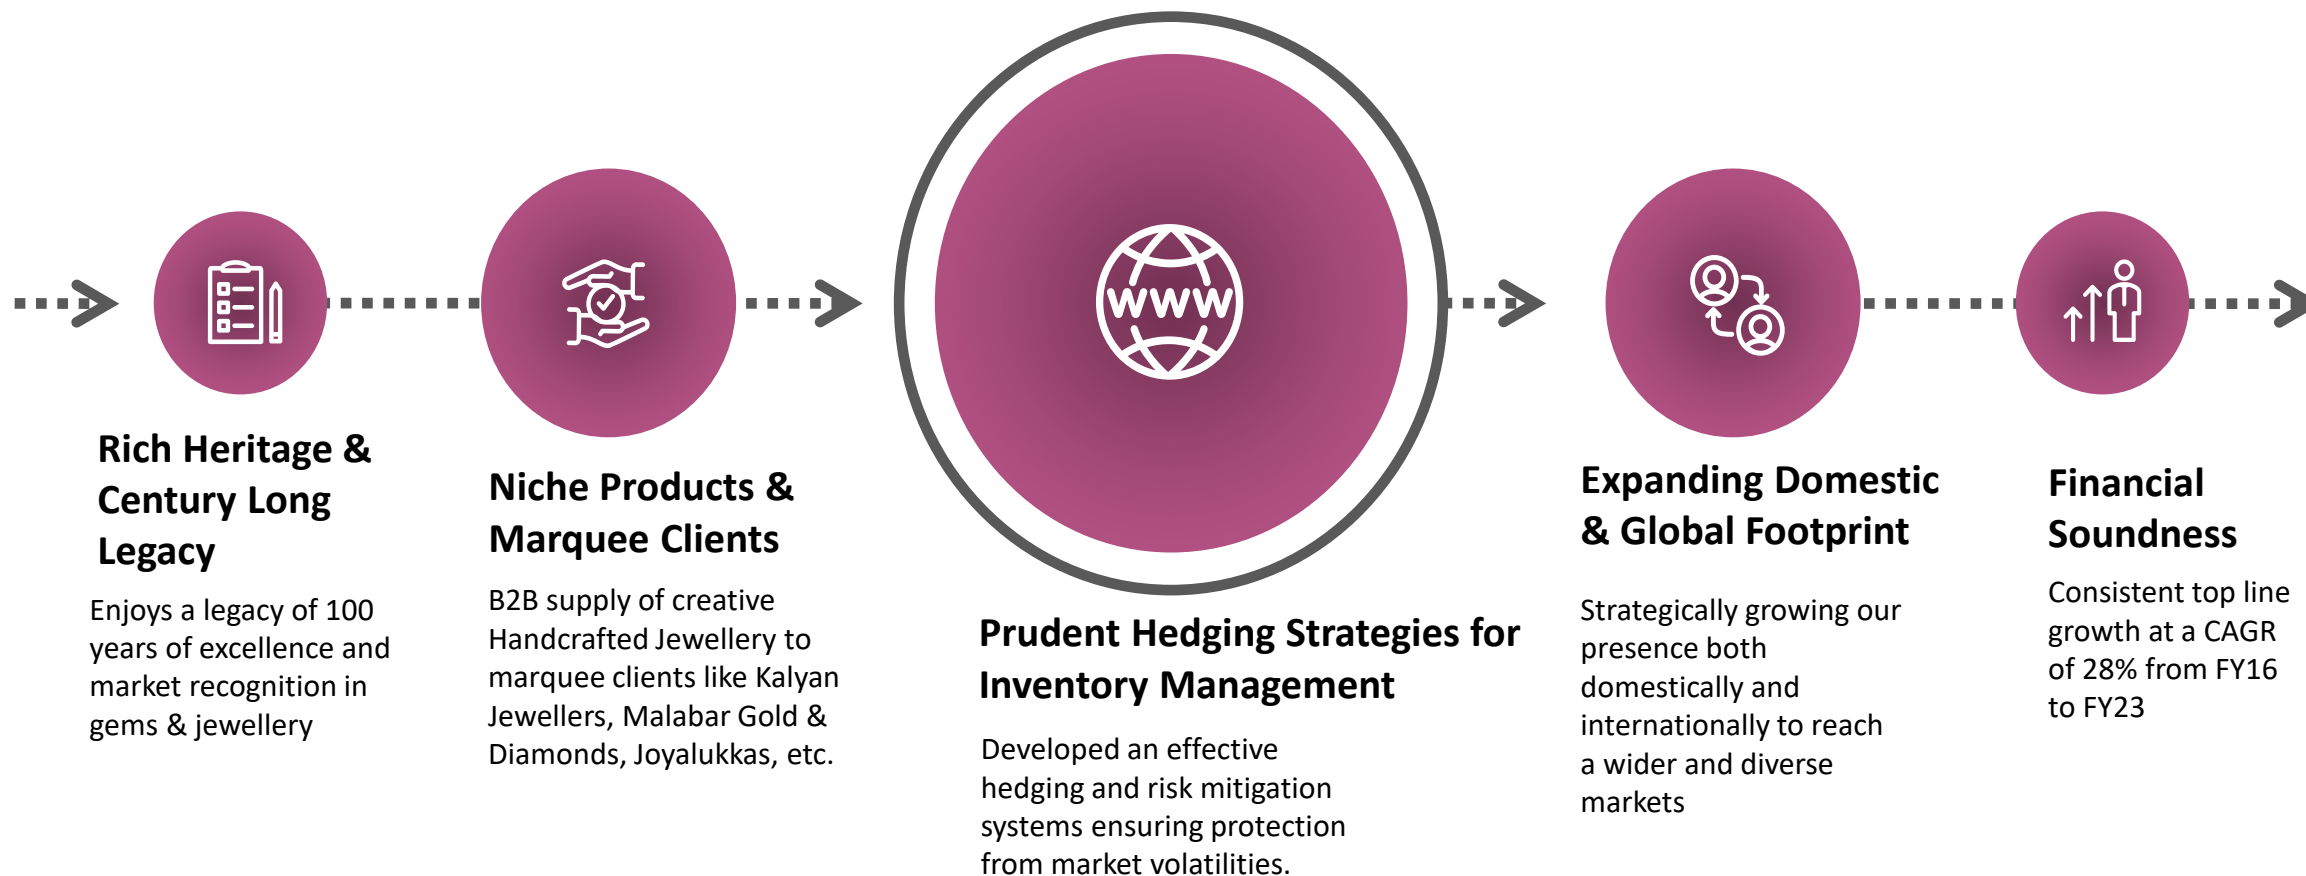 Rich Heritage &
Century Long
Legacy
Enjoys a legacy of 100
years of excellence and
market recognition in
gems & jewellery
Niche Products &
Marquee Clients
B2B supply of creative
Handcrafted Jewellery to
marquee clients like Kalyan
Jewellers, Malabar Gold &
Diamonds, Joyalukkas, etc.
WWW
Prudent Hedging Strategies for
Inventory Management
Developed an effective
hedging and risk mitigation
systems ensuring protection
from market volatilities.
Expanding Domestic
& Global Footprint
Strategically growing our
presence both
domestically and
internationally to reach
a wider and diverse
markets
Financial
Soundness
Consistent top line
growth at a CAGR
of 28% from FY16
to FY23